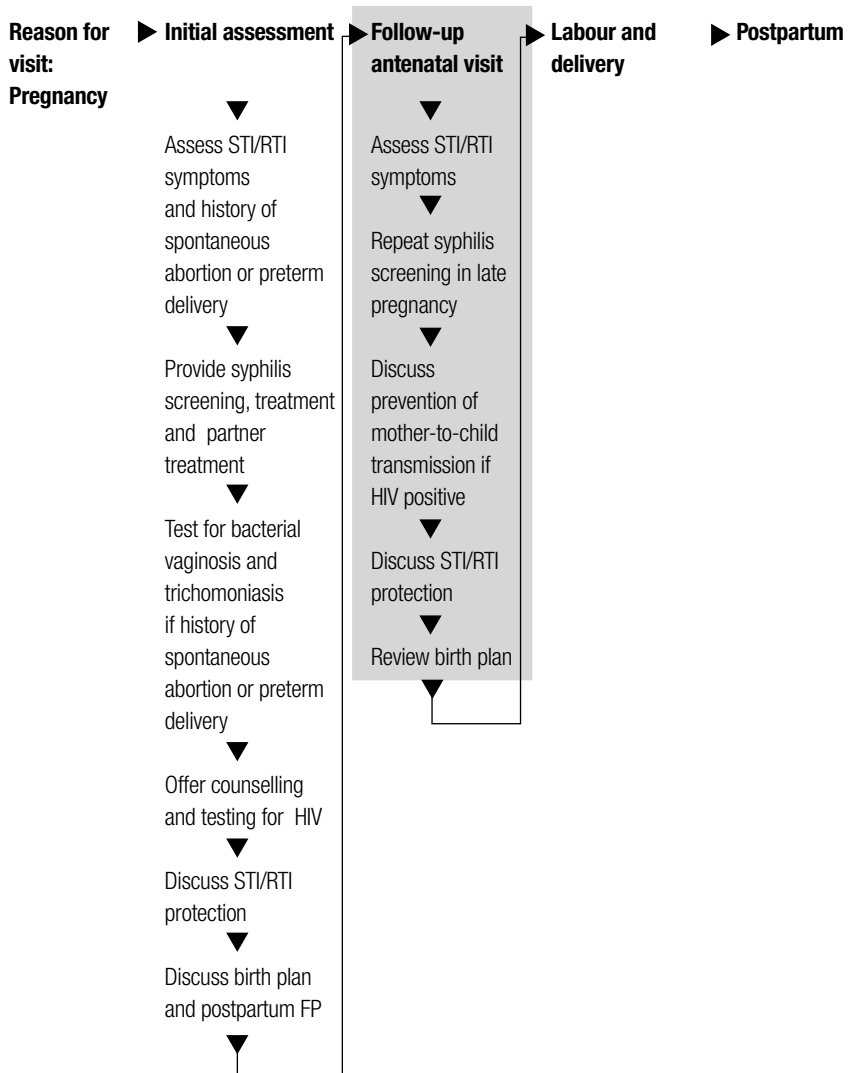 Reason for
visit:
Pregnancy
Initial assessment
Follow-up
antenatal visit
Labour and
delivery
Postpartum
Assess STI/RTI
symptoms
and history of
spontaneous
abortion or preterm
delivery
Provide syphilis
screening, treatment
and partner
treatment
Test for bacterial
vaginosis and
trichomoniasis
if history of
spontaneous
abortion or preterm
delivery
Offer counselling
and testing for HIV
Discuss STI/RTI
protection
Discuss birth plan
and postpartum FP
Assess STI/RTI
symptoms
Repeat syphilis
screening in late
pregnancy
Discuss
prevention of
mother-to-child
transmission if
HIV positive
Discuss STI/RTI
protection
Review birth plan